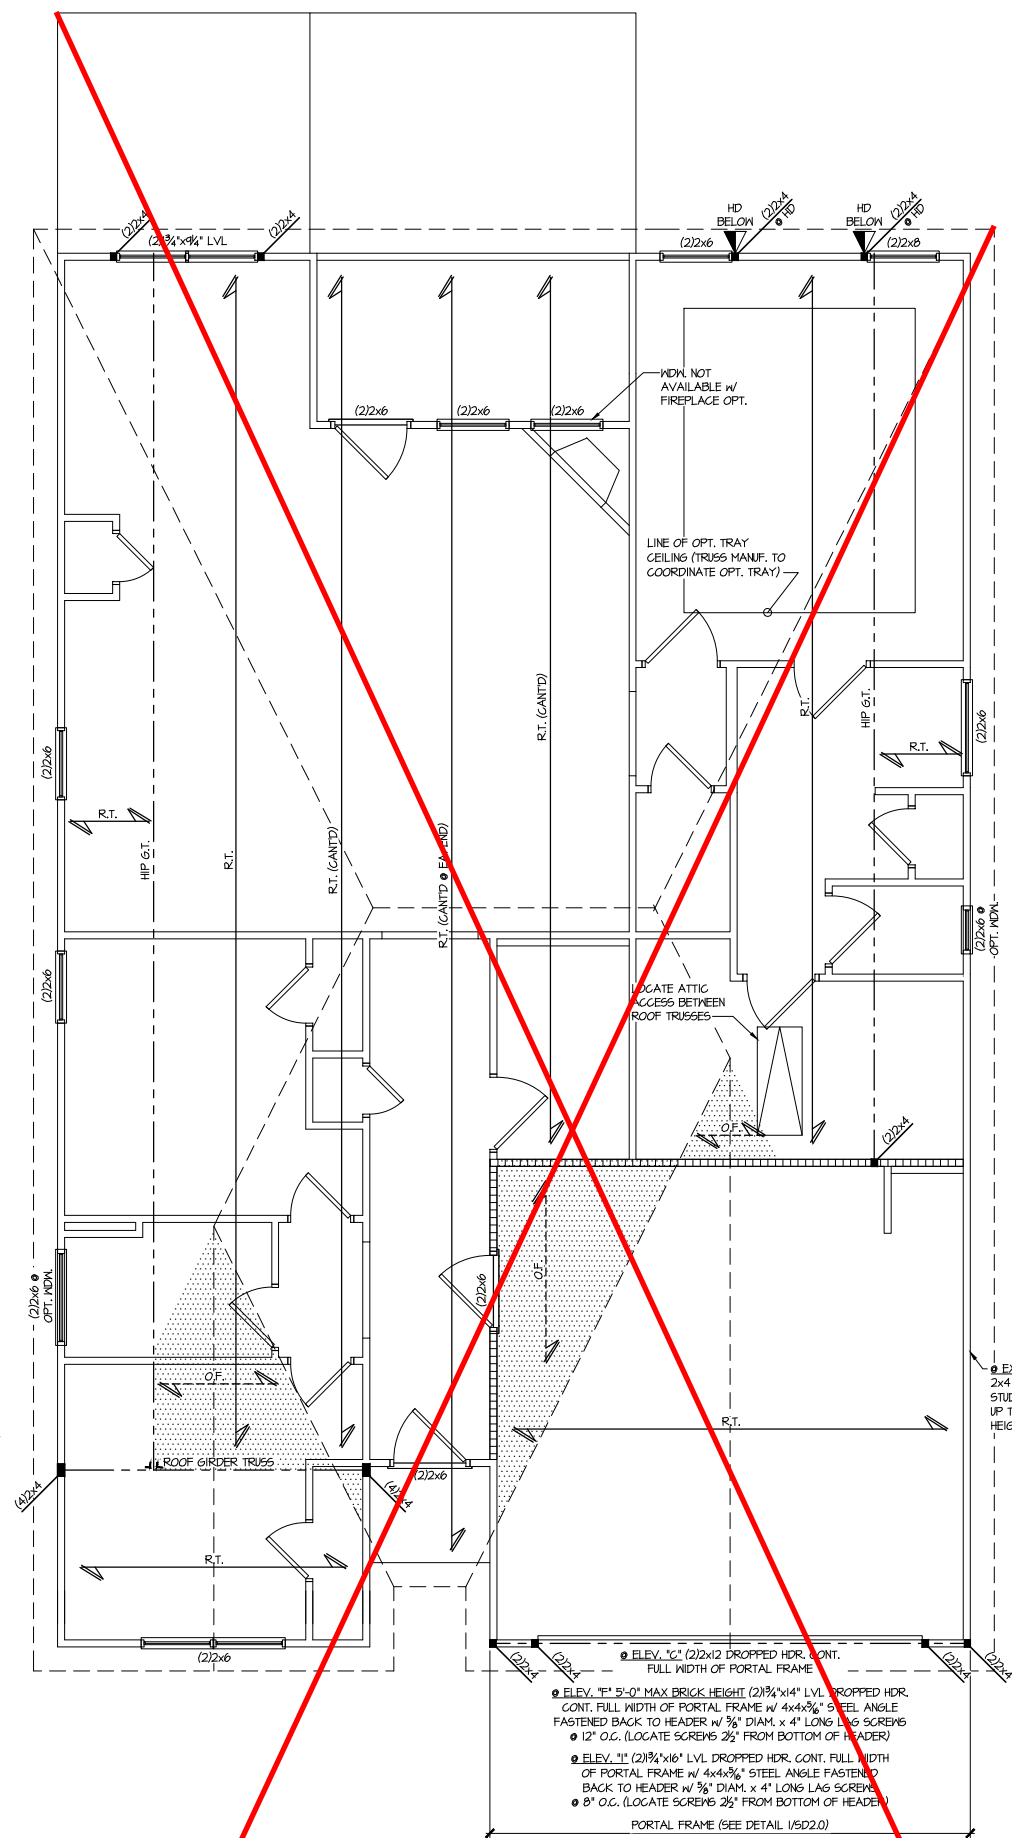 HD
BELOW
(2)2x4
@ HD
HD
BELOW
(2)2x4
@ HD
(2)2x4
(2)1¾"x9¼" LVL
(2)2x4
(2)2x6
(2)2x8
WDW. NOT
AVAILABLE W/
FIREPLACE OPT.
(2)2x6
(2)2x6
(2)2x6
LINE OF OPT. TRAY
CEILING (TRUSS MANUF. TO
COORDINATE OPT. TRAY)
R.T. (CANT'D)
R.T.
HIP G.T.
(2)2x6
R.T.
(2)2x6
R.T.
HIP G.T.
R.T.
R.T. (CANT'D)
R.T. (CANT'D @ EA. END)
(2)2x6 @
OPT. WDW.
(2)2x6
LOCATE ATTIC
ACCESS BETWEEN
ROOF TRUSSES
O.F.
(2)2x4
(2)2x6 @
OPT. WDW.
O.F.
(2)2x6
O.F.
@ EX
2x4
STUD
UP T
HEIG
R.T.
ROOF GIRDER TRUSS
(2)2x6
(4)2x4
(4)2x4
R.T.
(2)2x6
(2)2x4
(2)2x4
(2)2x4
(2)2x4
@ ELEV. "C" (2)2x12 DROPPED HDR. CONT.
FULL WIDTH OF PORTAL FRAME
@ ELEV. "F" 5'-0" MAX BRICK HEIGHT (2)1¾"x14" LVL DROPPED HDR.
CONT. FULL WIDTH OF PORTAL FRAME W/ 4x4x5/16" STEEL ANGLE
FASTENED BACK TO HEADER W/ 5/8" DIAM. x 4" LONG LAG SCREWS
@ 12" O.C. (LOCATE SCREWS 2½" FROM BOTTOM OF HEADER)
@ ELEV. "I" (2)1¾"x16" LVL DROPPED HDR. CONT. FULL WIDTH
OF PORTAL FRAME W/ 4x4x5/16" STEEL ANGLE FASTENED
BACK TO HEADER W/ 5/8" DIAM. x 4" LONG LAG SCREWS
@ 8" O.C. (LOCATE SCREWS 2½" FROM BOTTOM OF HEADER)
PORTAL FRAME (SEE DETAIL 1/SD2.0)